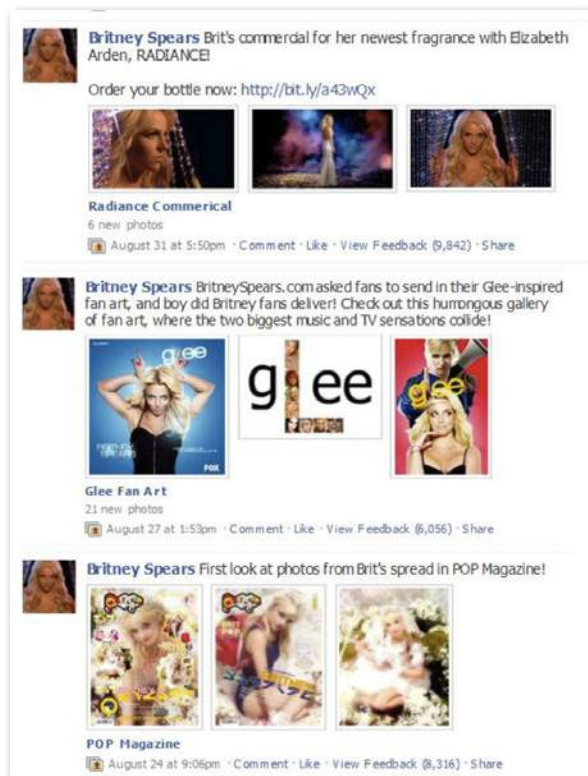 Britney Spears Brit's commercial for her newest fragrance with Elizabeth
Arden, RADIANCE!
Order your bottle now: http://bit.ly/a43wQx
Radiance Commerical
6 new photos
August 31 at 5:50pm · Comment · Like · View Feedback (9,842) · Share
Britney Spears BritneySpears.com asked fans to send in their Glee-inspired
fan art, and boy did Britney fans deliver! Check out this humongous gallery
of fan art, where the two biggest music and TV sensations collide!
glee
FOX
gLee
glee
Glee Fan Art
21 new photos
August 27 at 1:53pm · Comment · Like · View Feedback (6,056) · Share
Britney Spears First look at photos from Brit's spread in POP Magazine!
POP
POP
BRIT
POP
POP Magazine
August 24 at 9:06pm · Comment · Like · View Feedback (8,316) · Share